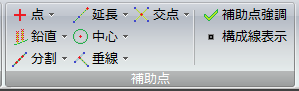 点 延長 交点 補助点強調
鉛直 中心 構成線表示
分割 垂線
補助点